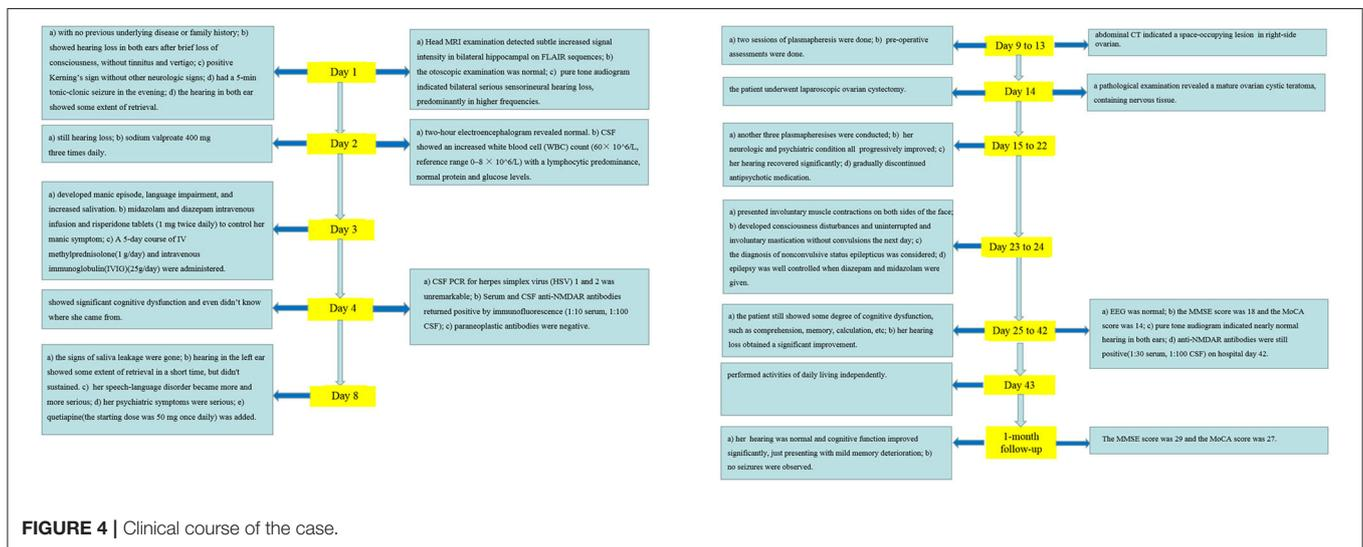 a) with no previous underlying disease or family history; b)
showed hearing loss in both ears after brief loss of
consciousness, without tinnitus and vertigo; c) positive
Kerning's sign without other neurologic signs; d) had a 5-min
tonic-clonic seizure in the evening; d) the hearing in both ear
showed some extent of retrieval.
Day 1
a) Head MRI examination detected subtle increased signal
intensity in bilateral hippocampal on FLAIR sequences; b)
the otoscopic examination was normal; c) pure tone audiogram
indicated bilateral serious sensorineural hearing loss,
predominantly in higher frequencies.
a) still hearing loss; b) sodium valproate 400 mg
three times daily.
Day 2
a) two-hour electroencephalogram revealed normal. b) CSF
showed an increased white blood cell (WBC) count (60× 10^6/L,
reference range 0–8 × 10^6/L) with a lymphocytic predominance,
normal protein and glucose levels.
a) developed manic episode, language impairment, and
increased salivation. b) midazolam and diazepam intravenous
infusion and risperidone tablets (1 mg twice daily) to control her
manic symptom; c) A 5-day course of IV
methylprednisolone(1 g/day) and intravenous
immunoglobulin(IVIG)(25g/day) were administered.
Day 3
showed significant cognitive dysfunction and even didn't know
where she came from.
Day 4
a) CSF PCR for herpes simplex virus (HSV) 1 and 2 was
unremarkable; b) Serum and CSF anti-NMDAR antibodies
returned positive by immunofluorescence (1:10 serum, 1:100
CSF); c) paraneoplastic antibodies were negative.
a) the signs of saliva leakage were gone; b) hearing in the left ear
showed some extent of retrieval in a short time, but didn't
sustained. c) her speech-language disorder became more and
more serious; d) her psychiatric symptoms were serious; e)
quetiapine(the starting dose was 50 mg once daily) was added.
Day 8
a) two sessions of plasmapheresis were done; b) pre-operative
assessments were done.
Day 9 to 13
abdominal CT indicated a space-occupying lesion in right-side
ovarian.
the patient underwent laparoscopic ovarian cystectomy.
Day 14
a pathological examination revealed a mature ovarian cystic teratoma,
containing nervous tissue.
a) another three plasmapheresises were conducted; b) her
neurologic and psychiatric condition all progressively improved; c)
her hearing recovered significantly; d) gradually discontinued
antipsychotic medication.
Day 15 to 22
a) presented involuntary muscle contractions on both sides of the face;
b) developed consciousness disturbances and uninterrupted and
involuntary mastication without convulsions the next day; c)
the diagnosis of nonconvulsive status epilepticus was considered; d)
epilepsy was well controlled when diazepam and midazolam were
given.
Day 23 to 24
a) the patient still showed some degree of cognitive dysfunction,
such as comprehension, memory, calculation, etc; b) her hearing
loss obtained a significant improvement.
Day 25 to 42
a) EEG was normal; b) the MMSE score was 18 and the MoCA
score was 14; c) pure tone audiogram indicated nearly normal
hearing in both ears; d) anti-NMDAR antibodies were still
positive(1:30 serum, 1:100 CSF) on hospital day 42.
performed activities of daily living independently.
Day 43
a) her hearing was normal and cognitive function improved
significantly, just presenting with mild memory deterioration; b)
no seizures were observed.
1-month
follow-up
The MMSE score was 29 and the MoCA score was 27.
FIGURE 4 | Clinical course of the case.